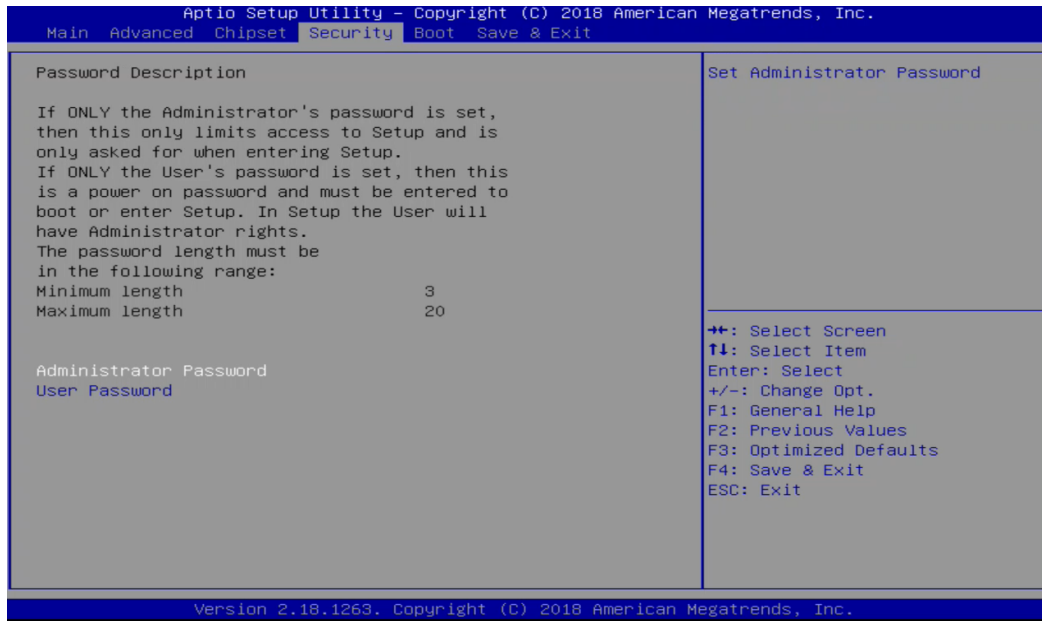 Aptio Setup Utility – Copyright (C) 2018 American Megatrends, Inc.
Main Advanced Chipset Security Boot Save & Exit
Password Description
If ONLY the Administrator's password is set,
then this only limits access to Setup and is
only asked for when entering Setup.
If ONLY the User's password is set, then this
is a power on password and must be entered to
boot or enter Setup. In Setup the User will
have Administrator rights.
The password length must be
in the following range:
Minimum length 3
Maximum length 20
Administrator Password
User Password
Set Administrator Password
→←: Select Screen
↑↓: Select Item
Enter: Select
+/-: Change Opt.
F1: General Help
F2: Previous Values
F3: Optimized Defaults
F4: Save & Exit
ESC: Exit
Version 2.18.1263. Copyright (C) 2018 American Megatrends, Inc.